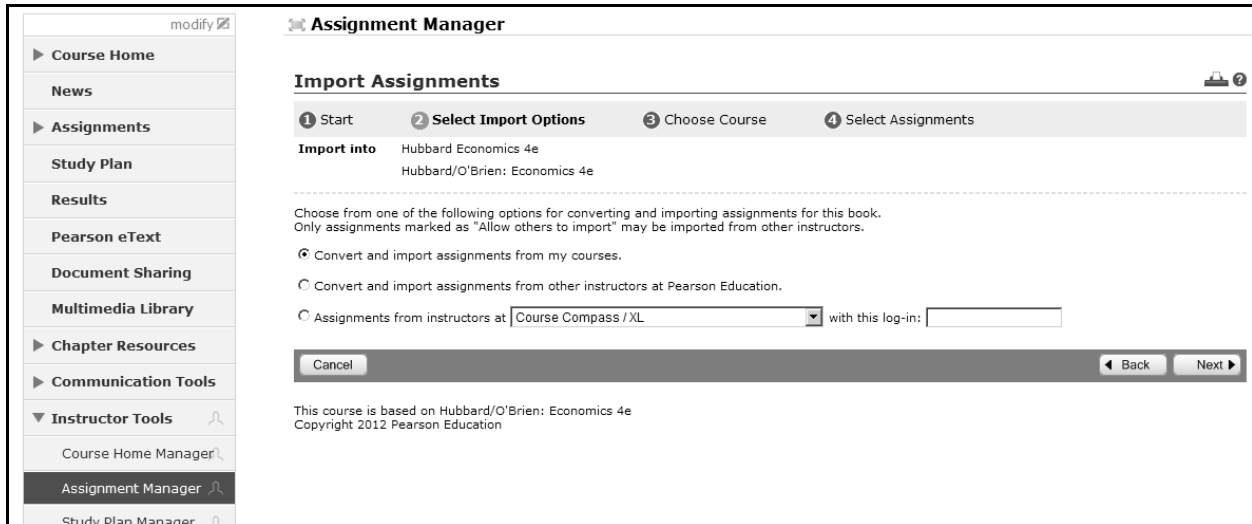 modify
Course Home
News
Assignments
Study Plan
Results
Pearson eText
Document Sharing
Multimedia Library
Chapter Resources
Communication Tools
Instructor Tools
Course Home Manager
Assignment Manager
Study Plan Manager
Assignment Manager
Import Assignments
?
1 Start 2 Select Import Options 3 Choose Course 4 Select Assignments
Import into Hubbard Economics 4e
Hubbard/O'Brien: Economics 4e
Choose from one of the following options for converting and importing assignments for this book.
Only assignments marked as "Allow others to import" may be imported from other instructors.
Convert and import assignments from my courses.
Convert and import assignments from other instructors at Pearson Education.
Assignments from instructors at Course Compass / XL with this log-in:
Cancel Back Next
This course is based on Hubbard/O'Brien: Economics 4e
Copyright 2012 Pearson Education